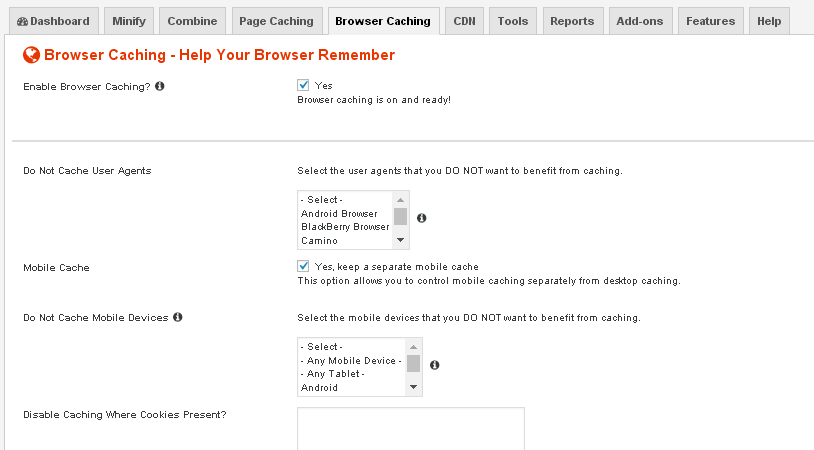 Dashboard Minify Combine Page Caching Browser Caching CDN Tools Reports Add-ons Features Help
Browser Caching - Help Your Browser Remember
Enable Browser Caching? Yes
Browser caching is on and ready!
Do Not Cache User Agents Select the user agents that you DO NOT want to benefit from caching.
- Select -
Android Browser
BlackBerry Browser
Camino
Mobile Cache Yes, keep a separate mobile cache
This option allows you to control mobile caching separately from desktop caching.
Do Not Cache Mobile Devices Select the mobile devices that you DO NOT want to benefit from caching.
- Select -
- Any Mobile Device -
- Any Tablet -
Android
Disable Caching Where Cookies Present?